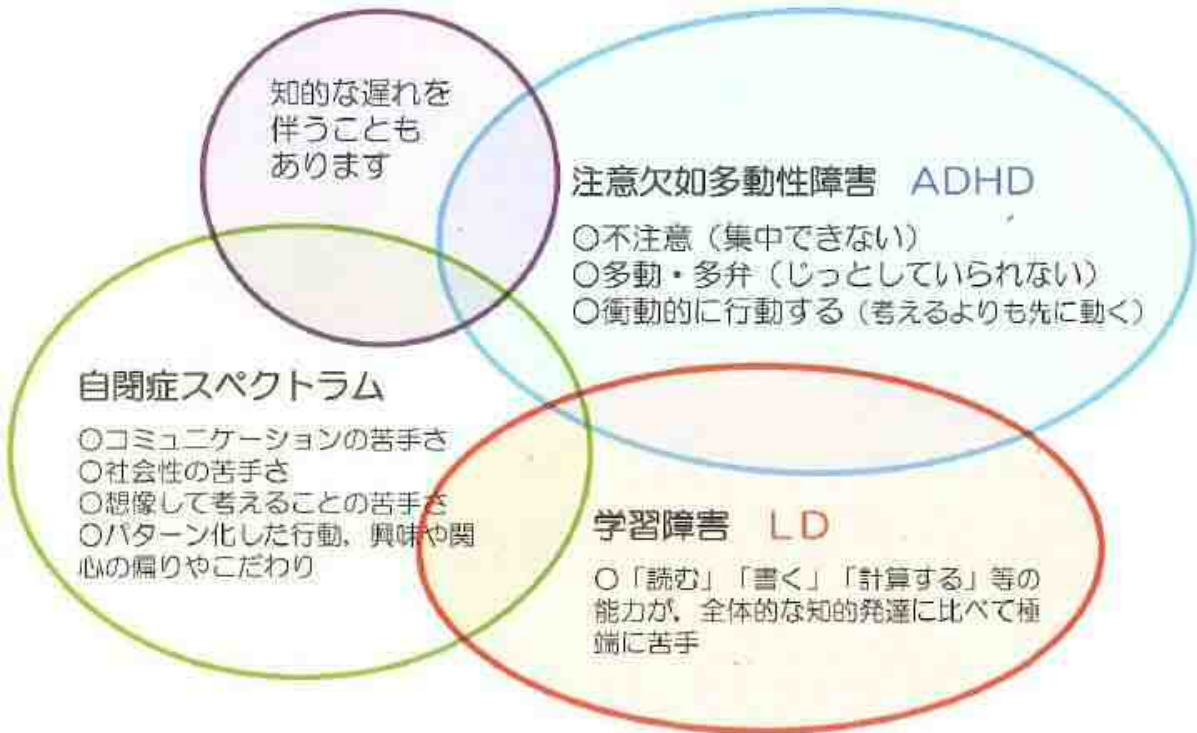 知的な遅れを
伴うことも
あります
注意欠如多動性障害 ADHD
○不注意（集中できない）
○多動・多弁（じっとしていられない）
○衝動的に行動する（考えるよりも先に動く）
自閉症スペクトラム
○コミュニケーションの苦手さ
○社会性の苦手さ
○想像して考えることの苦手さ
○パターン化した行動、興味や関
心の偏りやこだわり
学習障害 LD
○「読む」「書く」「計算する」等の
能力が、全体的な知的発達に比べて極
端に苦手